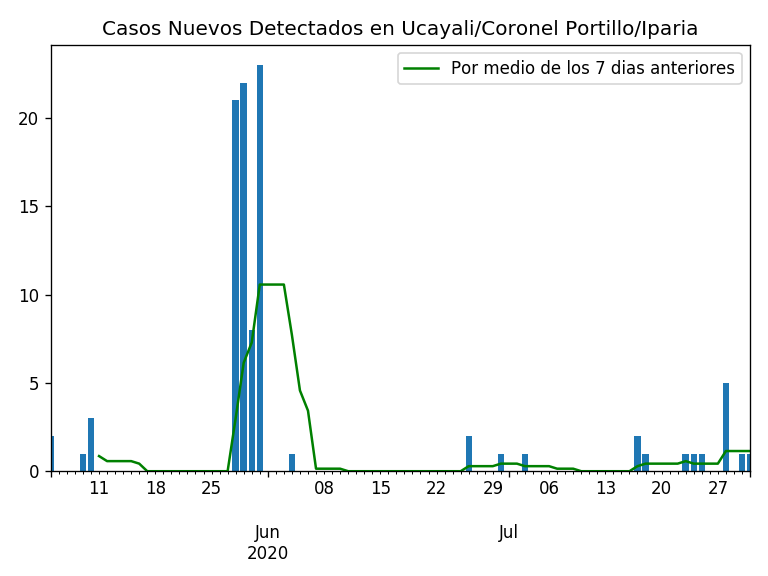 Casos Nuevos Detectados en Ucayali/Coronel Portillo/Iparia
Por medio de los 7 dias anteriores
20
15
10
5
0
11 18 25 08 15 22 29 06 13 20 27
Jun Jul
2020